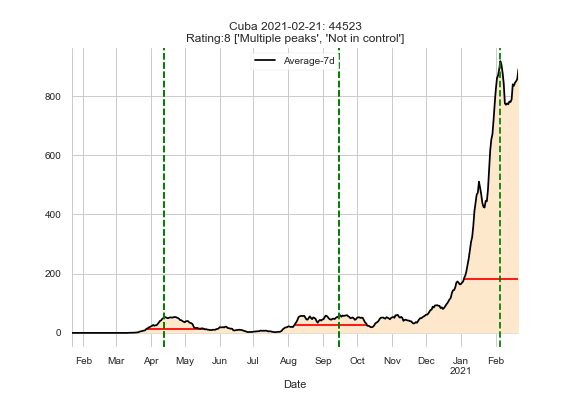 Cuba 2021-02-21: 44523
Rating:8 ['Multiple peaks', 'Not in control']
Average-7d
800
600
400
200
0
Feb Mar Apr May Jun Jul Aug Sep Oct Nov Dec Jan Feb
2021
Date